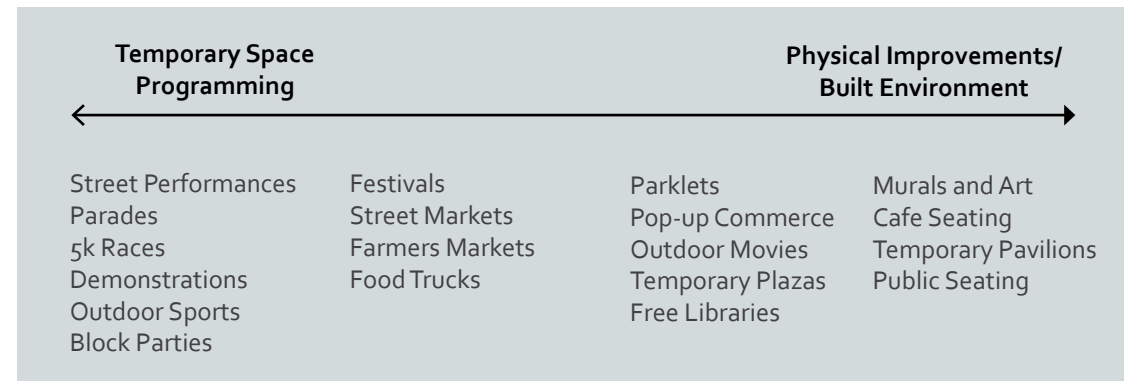 Temporary Space
Programming
Physical Improvements/
Built Environment
Street Performances
Parades
5k Races
Demonstrations
Outdoor Sports
Block Parties
Festivals
Street Markets
Farmers Markets
Food Trucks
Parklets
Pop-up Commerce
Outdoor Movies
Temporary Plazas
Free Libraries
Murals and Art
Cafe Seating
Temporary Pavilions
Public Seating